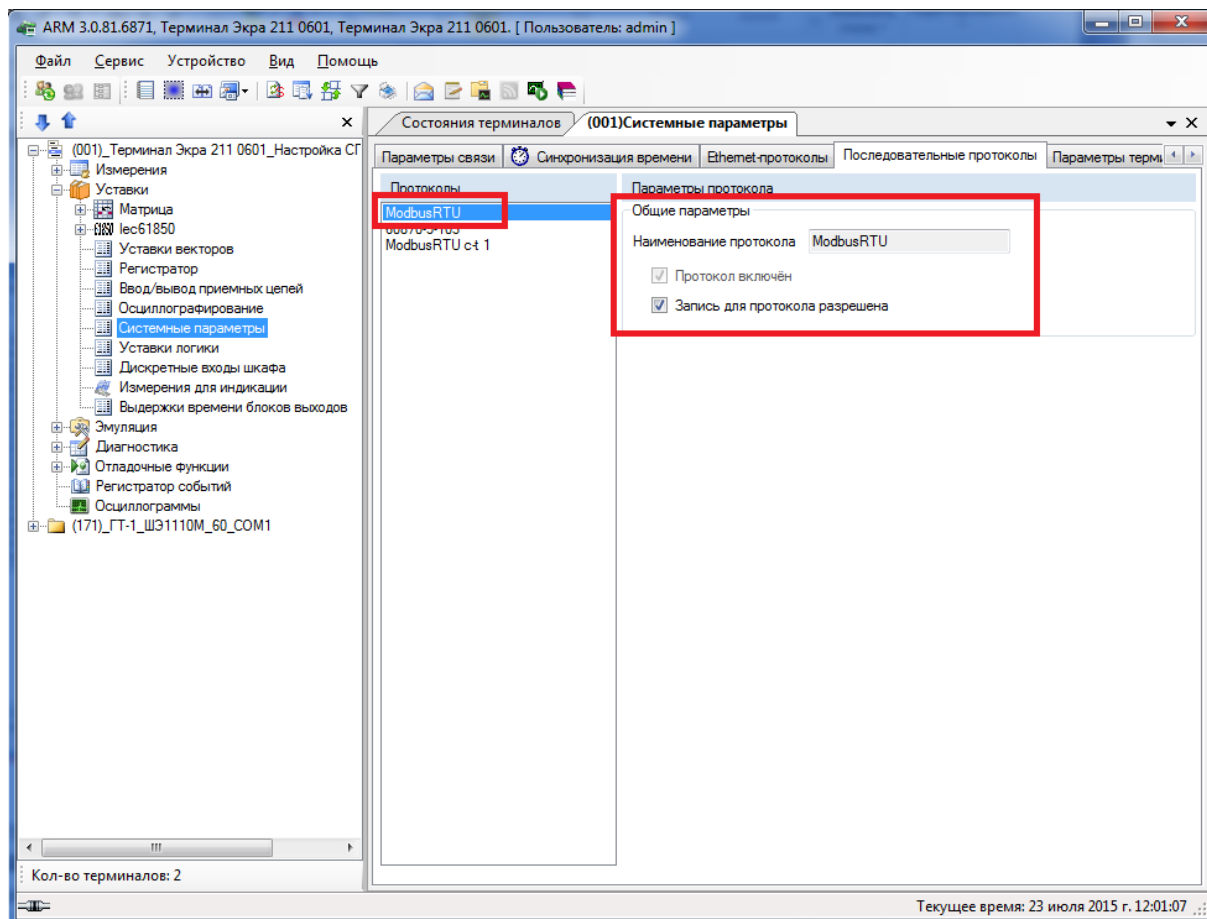 ARM 3.0.81.6871, Терминал Экра 211 0601, Терминал Экра 211 0601. [ Пользователь: admin ]
Файл Сервис Устройство Вид Помощь
Состояния терминалов (001)Системные параметры
Параметры связи Синхронизация времени Ethernet-протоколы Последовательные протоколы Параметры терми
(001)_Терминал Экра 211 0601_Настройка СГ
Измерения
Уставки
Матрица
Iec61850
Уставки векторов
Регистратор
Ввод/вывод приемных цепей
Осциллографирование
Системные параметры
Уставки логики
Дискретные входы шкафа
Измерения для индикации
Выдержки времени блоков выходов
Эмуляция
Диагностика
Отладочные функции
Регистратор событий
Осциллограммы
(171)_ГТ-1_ШЭ1110М_60_COM1
Кол-во терминалов: 2
Протоколы
ModbusRTU
ModbusRTU c-t 1
Параметры протокола
Общие параметры
Наименование протокола ModbusRTU
Протокол включён
Запись для протокола разрешена
Текущее время: 23 июля 2015 г. 12:01:07